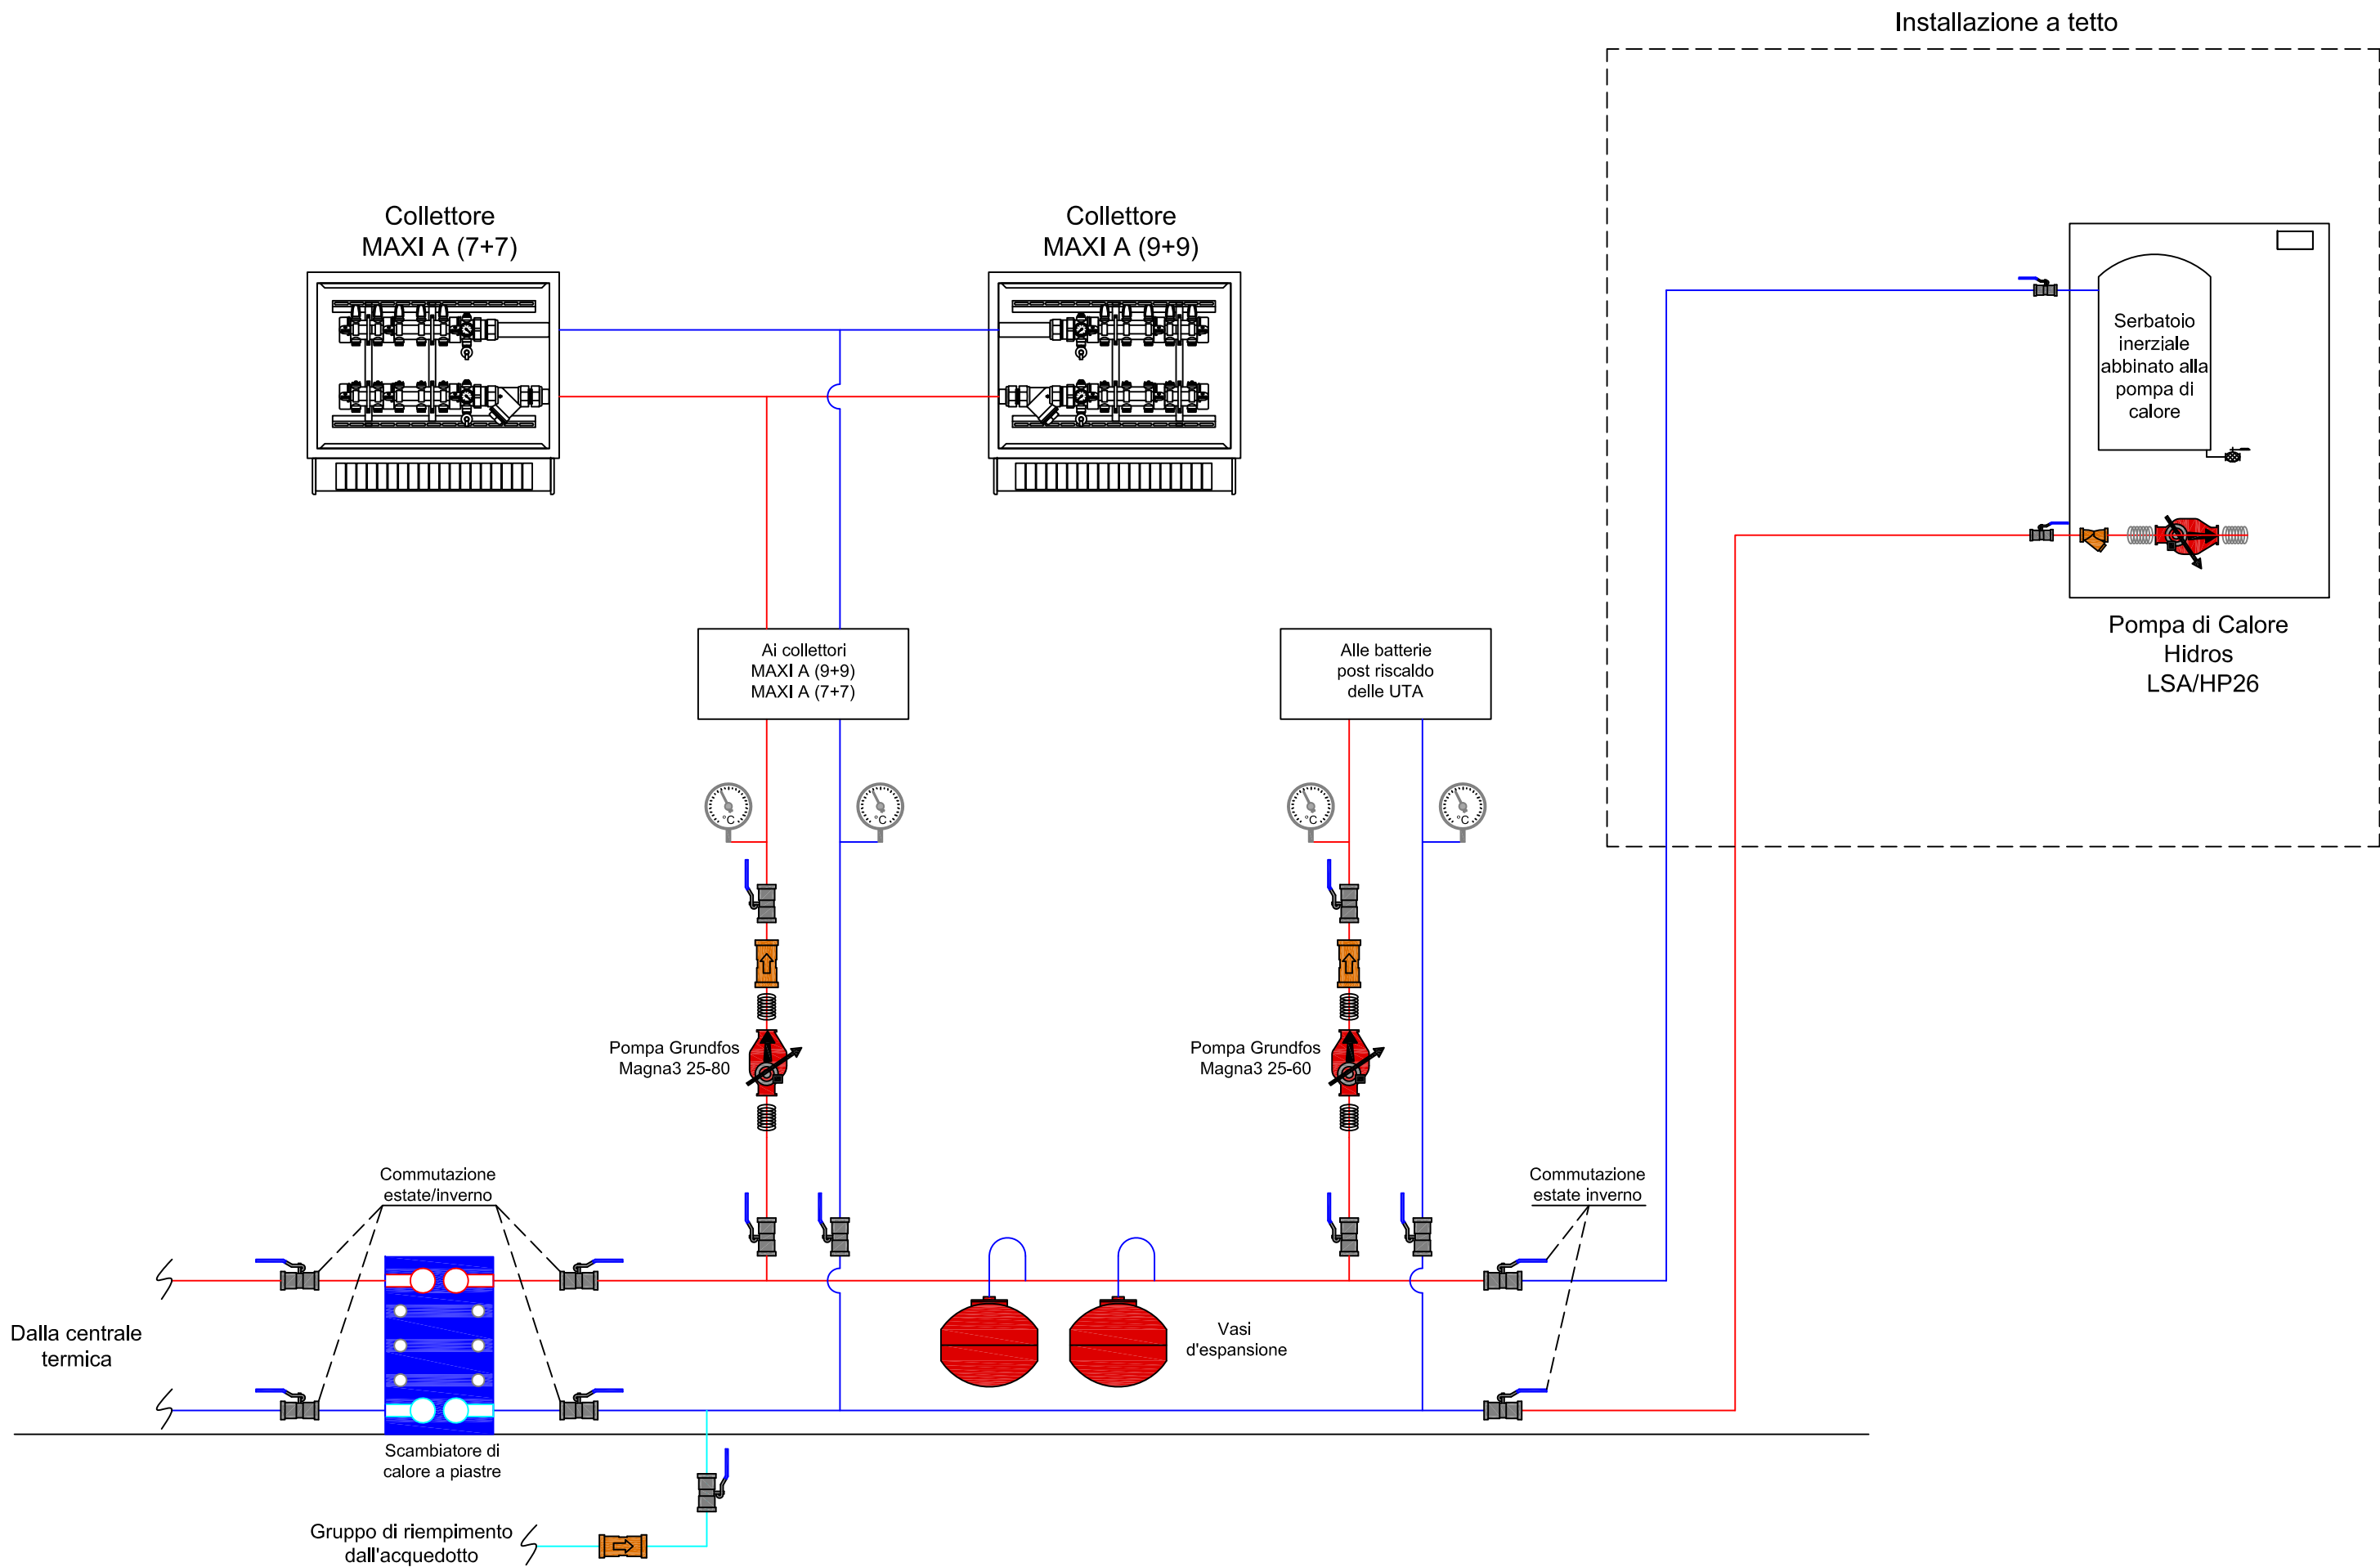 Installazione a tetto
Collettore
MAXI A (7+7)
Collettore
MAXI A (9+9)
Serbatoio
inerziale
abbinato alla
pompa di
calore
Pompa di Calore
Hidros
LSA/HP26
Ai collettori
MAXI A (9+9)
MAXI A (7+7)
Alle batterie
post riscaldo
delle UTA
°C
°C
°C
°C
Pompa Grundfos
Magna3 25-80
Pompa Grundfos
Magna3 25-60
Commutazione
estate/inverno
Commutazione
estate inverno
Dalla centrale
termica
Vasi
d'espansione
Scambiatore di
calore a piastre
Gruppo di riempimento
dall'acquedotto